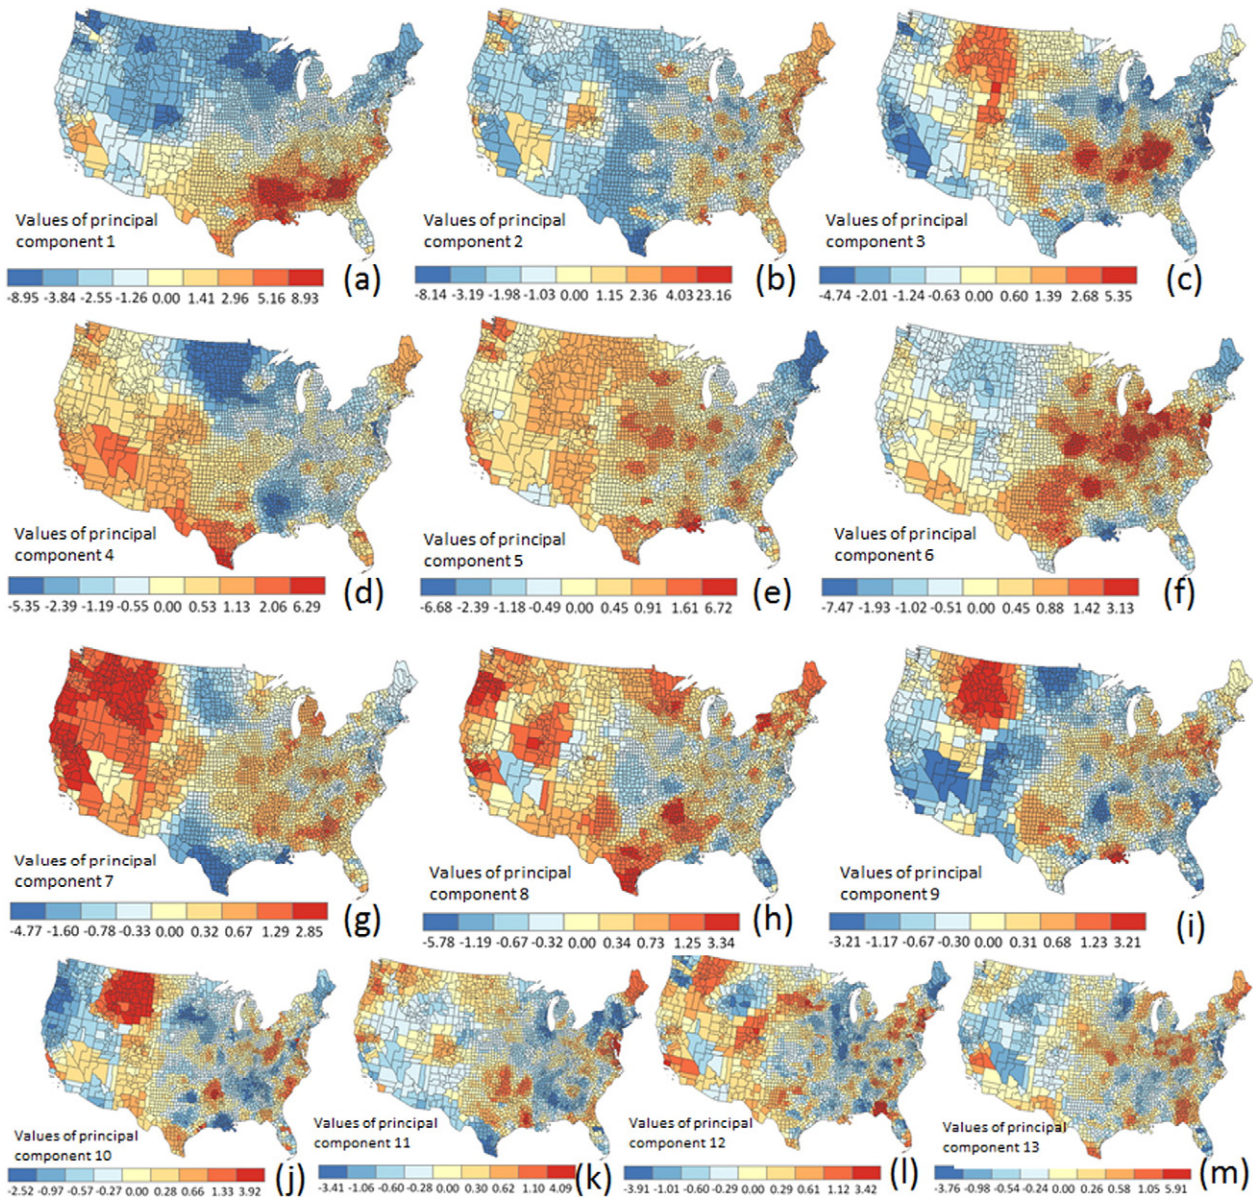 Values of principal
component 1
-8.95 -3.84 -2.55 -1.26 0.00 1.41 2.96 5.16 8.93
(a)
Values of principal
component 2
-8.14 -3.19 -1.98 -1.03 0.00 1.15 2.36 4.03 23.16
(b)
Values of principal
component 3
-4.74 -2.01 -1.24 -0.63 0.00 0.60 1.39 2.68 5.35
(c)
Values of principal
component 4
-5.35 -2.39 -1.19 -0.55 0.00 0.53 1.13 2.06 6.29
(d)
Values of principal
component 5
-6.68 -2.39 -1.18 -0.49 0.00 0.45 0.91 1.61 6.72
(e)
Values of principal
component 6
-7.47 -1.93 -1.02 -0.51 0.00 0.45 0.88 1.42 3.13
(f)
Values of principal
component 7
-4.77 -1.60 -0.78 -0.33 0.00 0.32 0.67 1.29 2.85
(g)
Values of principal
component 8
-5.78 -1.19 -0.67 -0.32 0.00 0.34 0.73 1.25 3.34
(h)
Values of principal
component 9
-3.21 -1.17 -0.67 -0.30 0.00 0.31 0.68 1.23 3.21
(i)
Values of principal
component 10
-2.52 -0.97 -0.57 -0.27 0.00 0.28 0.66 1.33 3.92
(j)
Values of principal
component 11
-3.41 -1.06 -0.60 -0.28 0.00 0.30 0.62 1.10 4.09
(k)
Values of principal
component 12
-3.91 -1.01 -0.60 -0.29 0.00 0.29 0.61 1.12 3.42
(l)
Values of principal
component 13
-3.76 -0.98 -0.54 -0.24 0.00 0.26 0.58 1.05 5.91
(m)